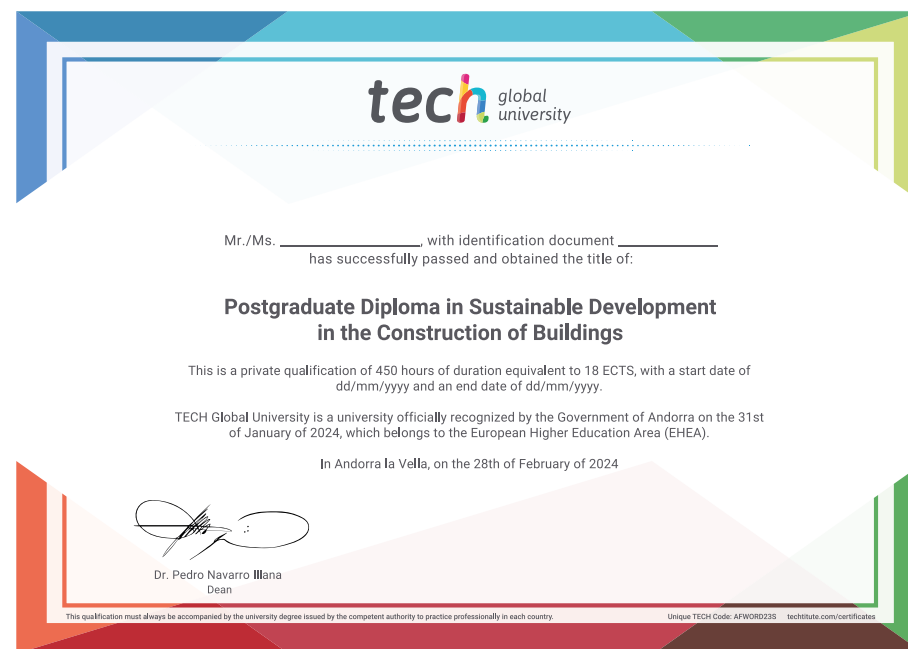 tech global university
Mr./Ms. ____________, with identification document ____________
has successfully passed and obtained the title of:
Postgraduate Diploma in Sustainable Development
in the Construction of Buildings
This is a private qualification of 450 hours of duration equivalent to 18 ECTS, with a start date of
dd/mm/yyyy and an end date of dd/mm/yyyy.
TECH Global University is a university officially recognized by the Government of Andorra on the 31st
of January of 2024, which belongs to the European Higher Education Area (EHEA).
In Andorra la Vella, on the 28th of February of 2024
Dr. Pedro Navarro Illana
Dean
This qualification must always be accompanied by the university degree issued by the competent authority to practice professionally in each country.
Unique TECH Code: AFWORD23S techtitute.com/certificates